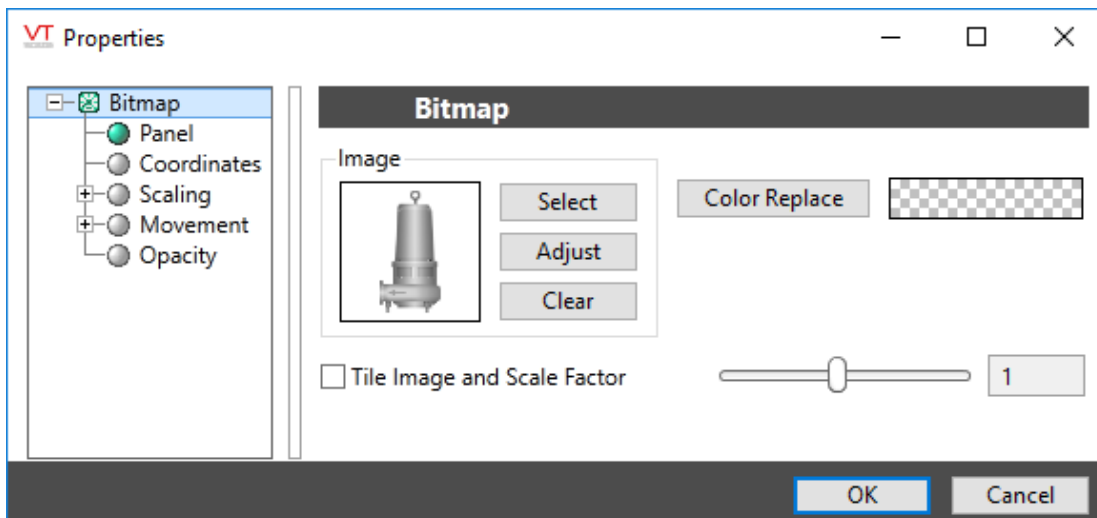 VT Properties
Bitmap
Panel
Coordinates
Scaling
Movement
Opacity
Bitmap
Image
Select
Adjust
Clear
Color Replace
Tile Image and Scale Factor
1
OK
Cancel